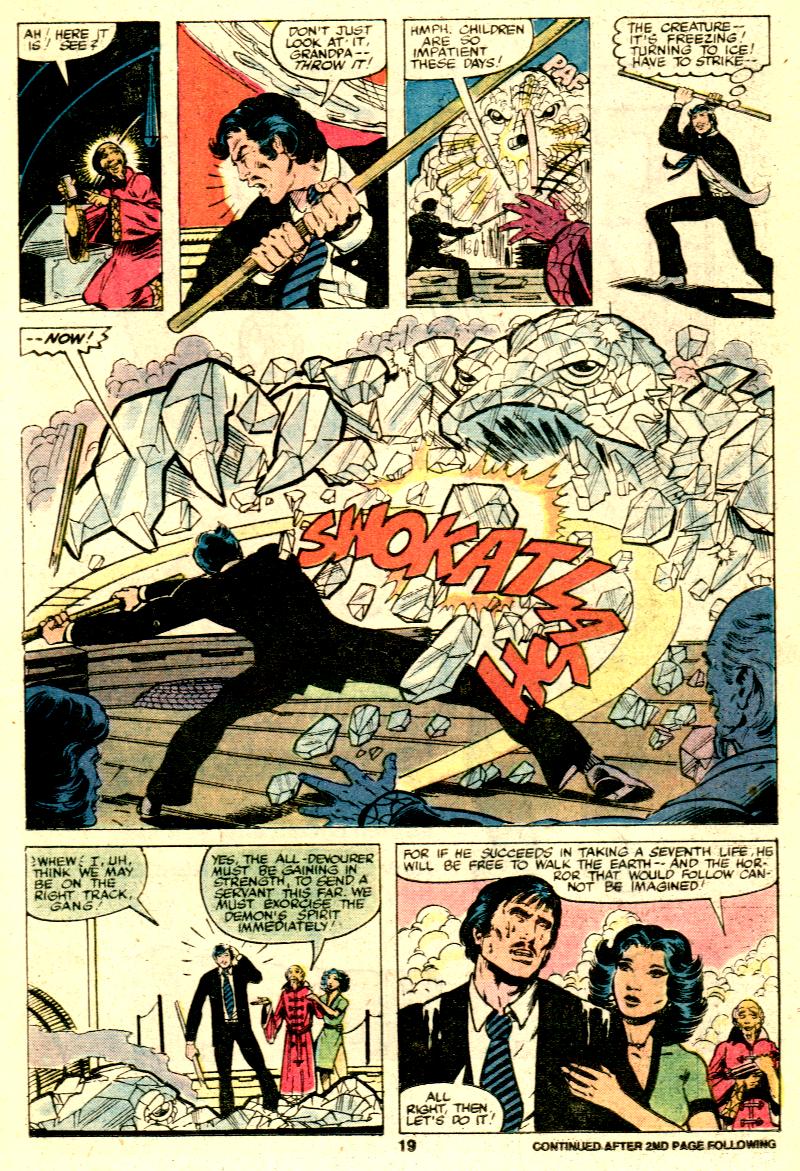 AH! HERE IT
IS! SEE?
DON'T JUST
LOOK AT IT,
GRANDPA--
THROW IT!
HMPH. CHILDREN
ARE SO
IMPATIENT
THESE DAYS!
PAF
THE CREATURE--
IT'S FREEZING!
TURNING TO ICE!
HAVE TO STRIKE--
--NOW!
SHOKATLASH
?WHEW! I, UH,
THINK WE MAY
BE ON THE
RIGHT TRACK,
GANG!
YES, THE ALL-DEVOURER
MUST BE GAINING IN
STRENGTH, TO SEND A
SERVANT THIS FAR. WE
MUST EXORCISE THE
DEMON'S SPIRIT
IMMEDIATELY!
FOR IF HE SUCCEEDS IN TAKING A SEVENTH LIFE, HE
WILL BE FREE TO WALK THE EARTH-- AND THE HOR-
ROR THAT WOULD FOLLOW CAN-
NOT BE IMAGINED!
ALL
RIGHT, THEN.
LET'S DO IT!
19
CONTINUED AFTER 2ND PAGE FOLLOWING